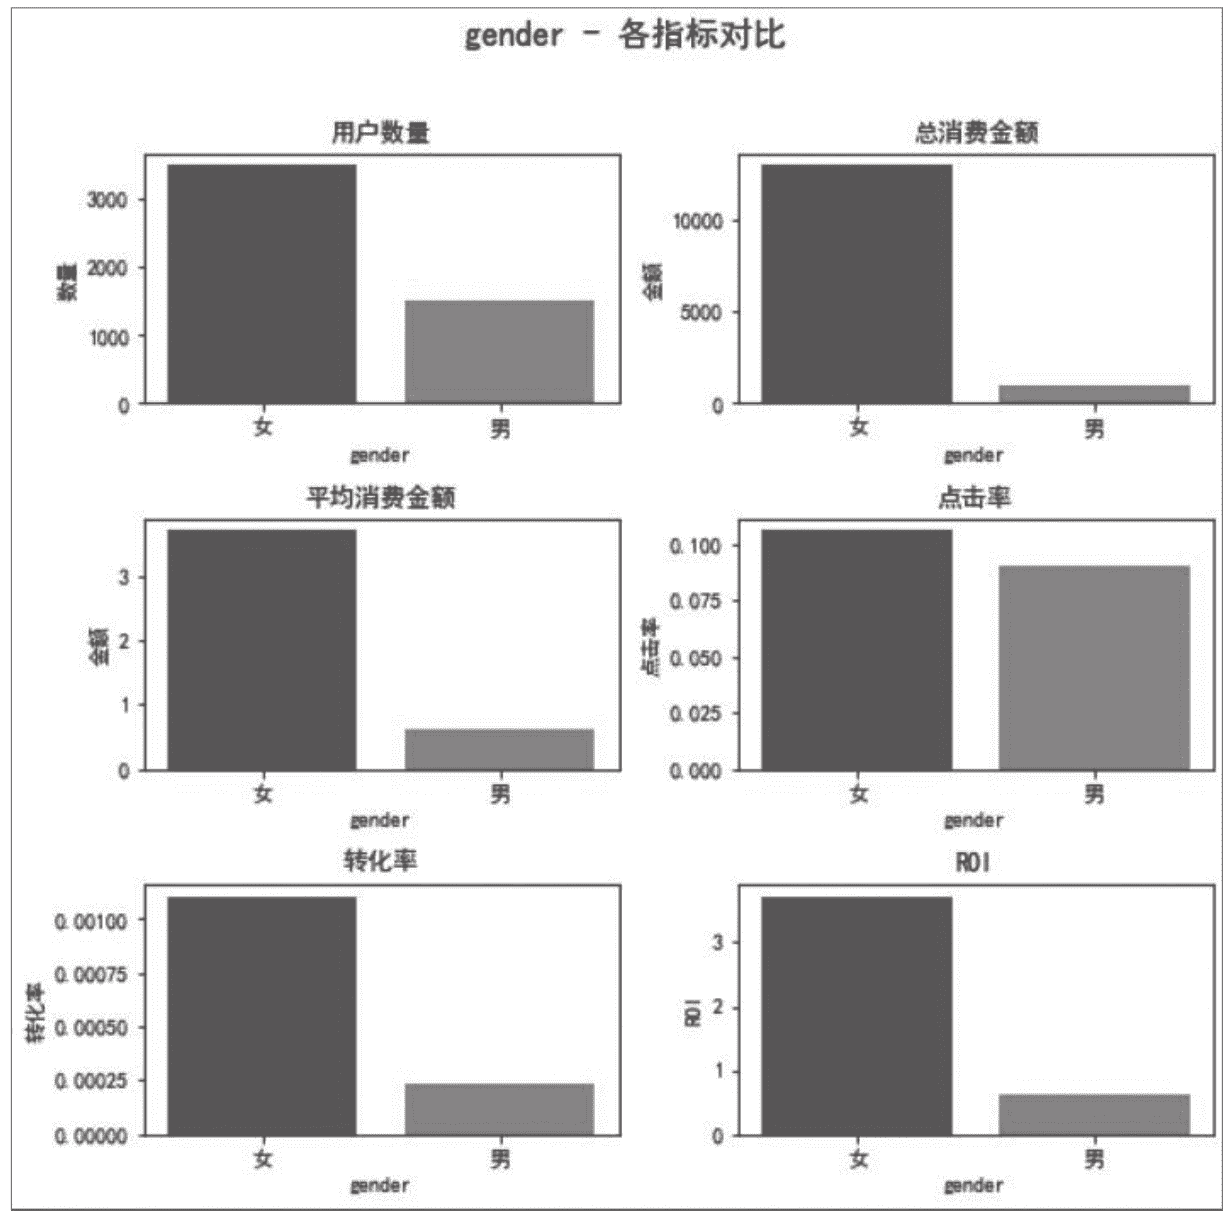 gender - 各指标对比
用户数量
数量
3000
2000
1000
0
女
男
gender
总消费金额
金额
10000
5000
0
女
男
gender
平均消费金额
金额
3
2
1
0
女
男
gender
点击率
点击率
0.100
0.075
0.050
0.025
0.000
女
男
gender
转化率
转化率
0.00100
0.00075
0.00050
0.00025
0.00000
女
男
gender
ROI
ROI
3
2
1
0
女
男
gender